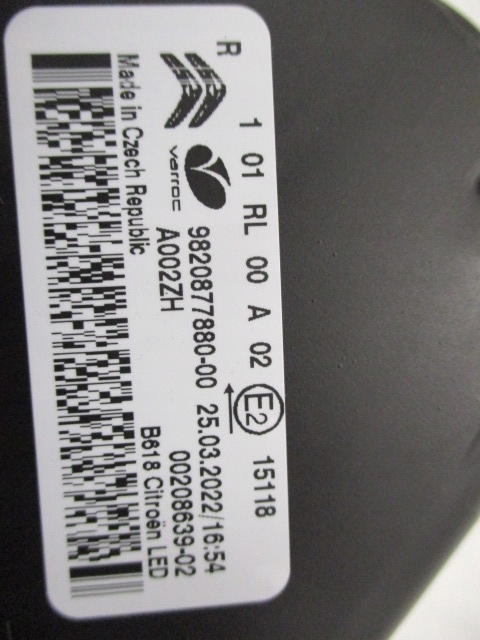 R 1 01 RL 00 A 02 E2 15118
varroc 9820877880-00 25.03.2022/16:54
A002ZH 00208639-02
Made in Czech Republic B618 Citroën LED